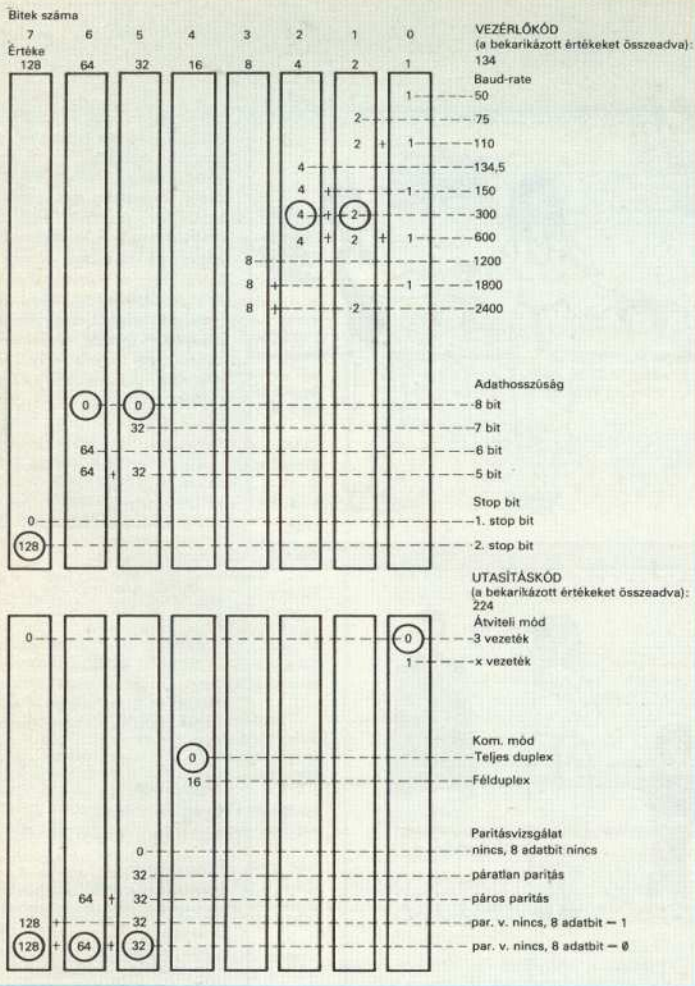 Bitek száma
7 6 5 4 3 2 1 0
Értéke
128 64 32 16 8 4 2 1
VEZÉRLŐKÓD
(a bekarikázott értékeket összeadva):
134
Baud-rate
1 50
2 75
2 + 1 110
4 134,5
4 + 1 150
4 + 2 300
4 + 2 + 1 600
8 1200
8 + 1 1800
8 + 2 2400
Adathosszúság
0 0 8 bit
32 7 bit
64 6 bit
64 + 32 5 bit
Stop bit
0 1. stop bit
128 2. stop bit
UTASÍTÁSKÓD
(a bekarikázott értékeket összeadva):
224
Átviteli mód
0 0 3 vezeték
1 x vezeték
Kom. mód
0 Teljes duplex
16 Félduplex
Paritásvizsgálat
0 nincs, 8 adatbit nincs
32 páratlan paritás
64 + 32 páros paritás
128 + 32 par. v. nincs, 8 adatbit — 1
128 + 64 + 32 par. v. nincs, 8 adatbit — 0